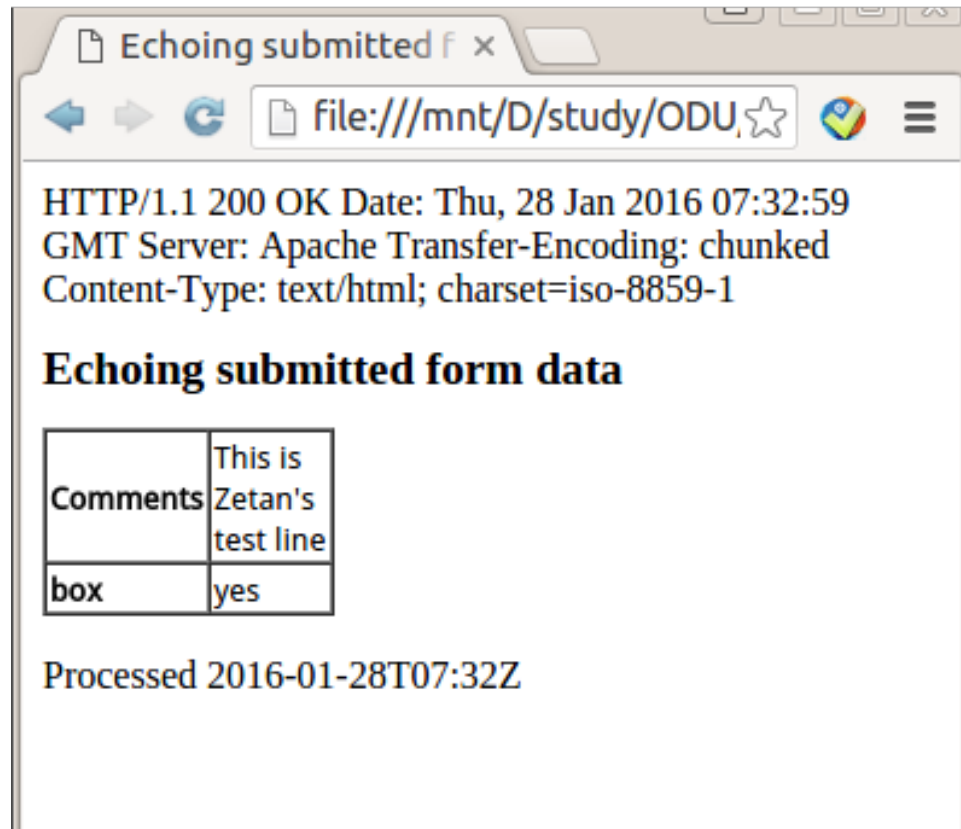 Echoing submitted f
file:///mnt/D/study/ODU
HTTP/1.1 200 OK Date: Thu, 28 Jan 2016 07:32:59
GMT Server: Apache Transfer-Encoding: chunked
Content-Type: text/html; charset=iso-8859-1
Echoing submitted form data
Comments
This is
Zetan's
test line
box
yes
Processed 2016-01-28T07:32Z